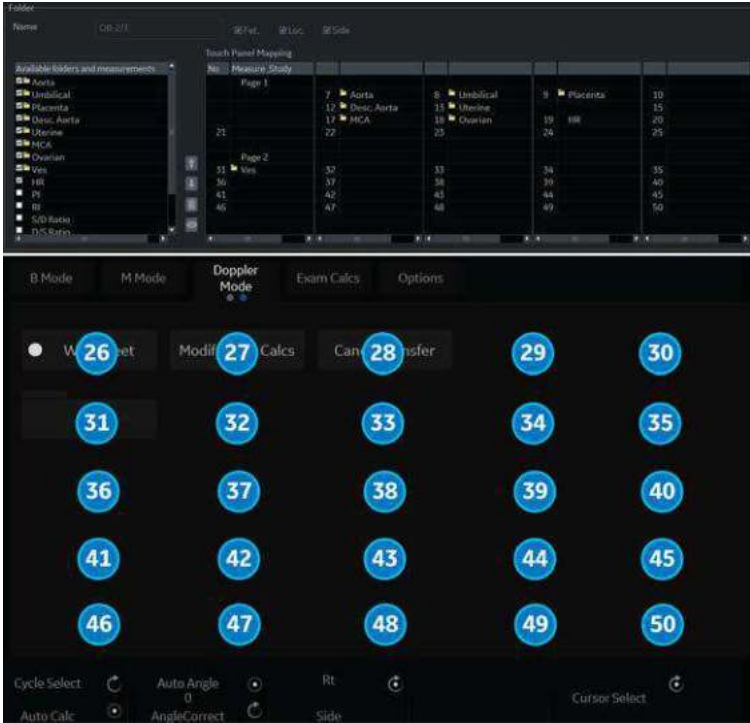 Folder
Name OB-2/3 Fet. Loc. Side
Touch Panel Mapping
Available folders and measurements
Aorta
Umbilical
Placenta
Desc. Aorta
Uterine
MCA
Ovarian
Ves
HR
PI
RI
S/D Ratio
D/S Ratio
No Measure Study
Page 1
7 Aorta 8 Umbilical 9 Placenta 10
12 Desc. Aorta 13 Uterine 15
17 MCA 18 Ovarian 19 HR 20
21 22 23 24 25
Page 2
31 Ves 32 33 34 35
36 37 38 39 40
41 42 43 44 45
46 47 48 49 50
B Mode M Mode Doppler Mode Exam Calcs Options
26 27 Calcs 28 29 30
31 32 33 34 35
36 37 38 39 40
41 42 43 44 45
46 47 48 49 50
Cycle Select Auto Angle Rt
0 Cursor Select
Auto Calc AngleCorrect Side